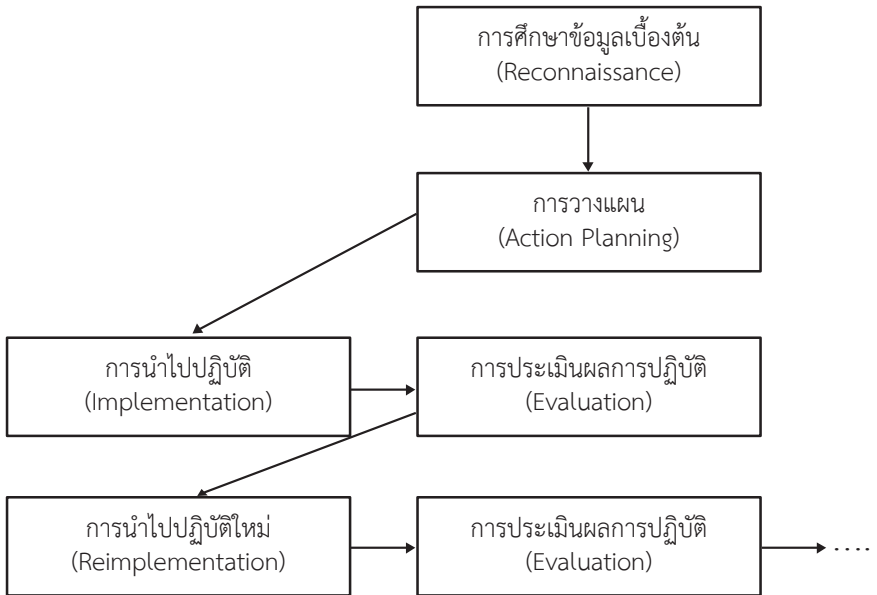 การศึกษาข้อมูลเบื้องต้น
(Reconnaissance)
การวางแผน
(Action Planning)
การนำไปปฏิบัติ
(Implementation)
การประเมินผลการปฏิบัติ
(Evaluation)
การนำไปปฏิบัติใหม่
(Reimplementation)
การประเมินผลการปฏิบัติ
(Evaluation)
....